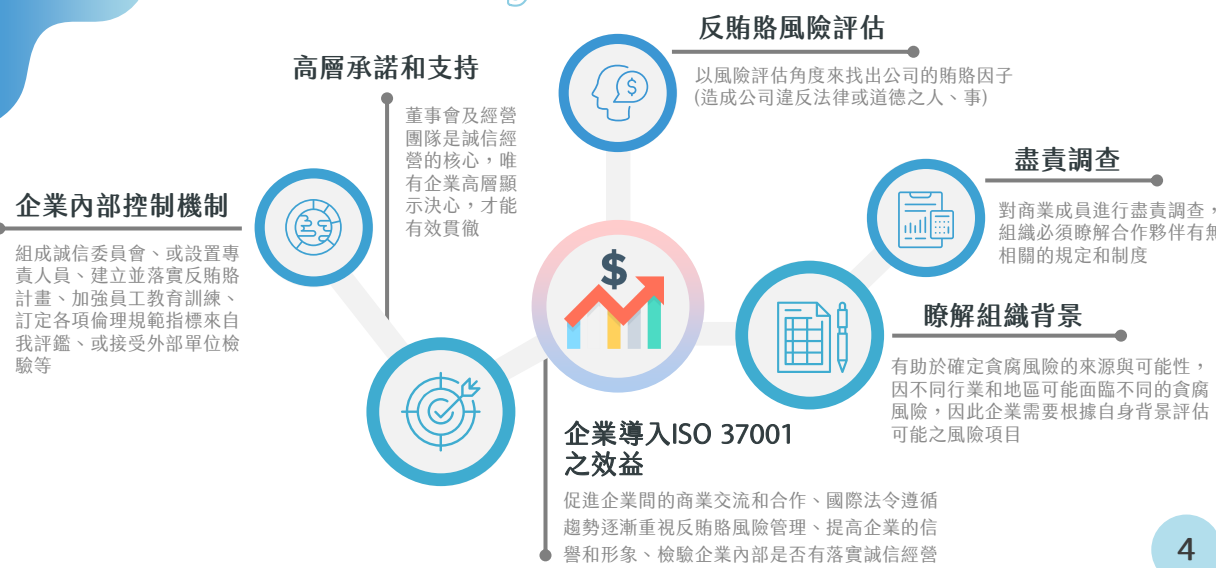 反賄賂風險評估
以風險評估角度來找出公司的賄賂因子
(造成公司違反法律或道德之人、事)
高層承諾和支持
董事會及經營
團隊是誠信經
營的核心，唯
有企業高層顯
示決心，才能
有效貫徹
盡責調查
對商業成員進行盡責調查，
組織必須瞭解合作夥伴有無
相關的規定和制度
企業內部控制機制
組成誠信委員會、或設置專
責人員、建立並落實反賄賂
計畫、加強員工教育訓練、
訂定各項倫理規範指標來自
我評鑑、或接受外部單位檢
驗等
$
$
瞭解組織背景
有助於確定貪腐風險的來源與可能性，
因不同行業和地區可能面臨不同的貪腐
風險，因此企業需要根據自身背景評估
可能之風險項目
企業導入ISO 37001
之效益
促進企業間的商業交流和合作、國際法令遵循
趨勢逐漸重視反賄賂風險管理、提高企業的信
譽和形象、檢驗企業內部是否有落實誠信經營
4